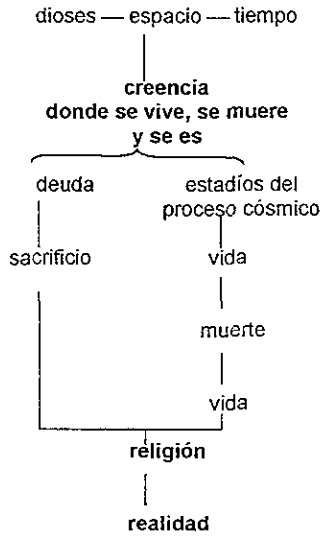 dioses — espacio — tiempo
creencia
donde se vive, se muere
y se es
deuda
estadíos del
proceso cósmico
sacrificio
vida
muerte
vida
religión
realidad